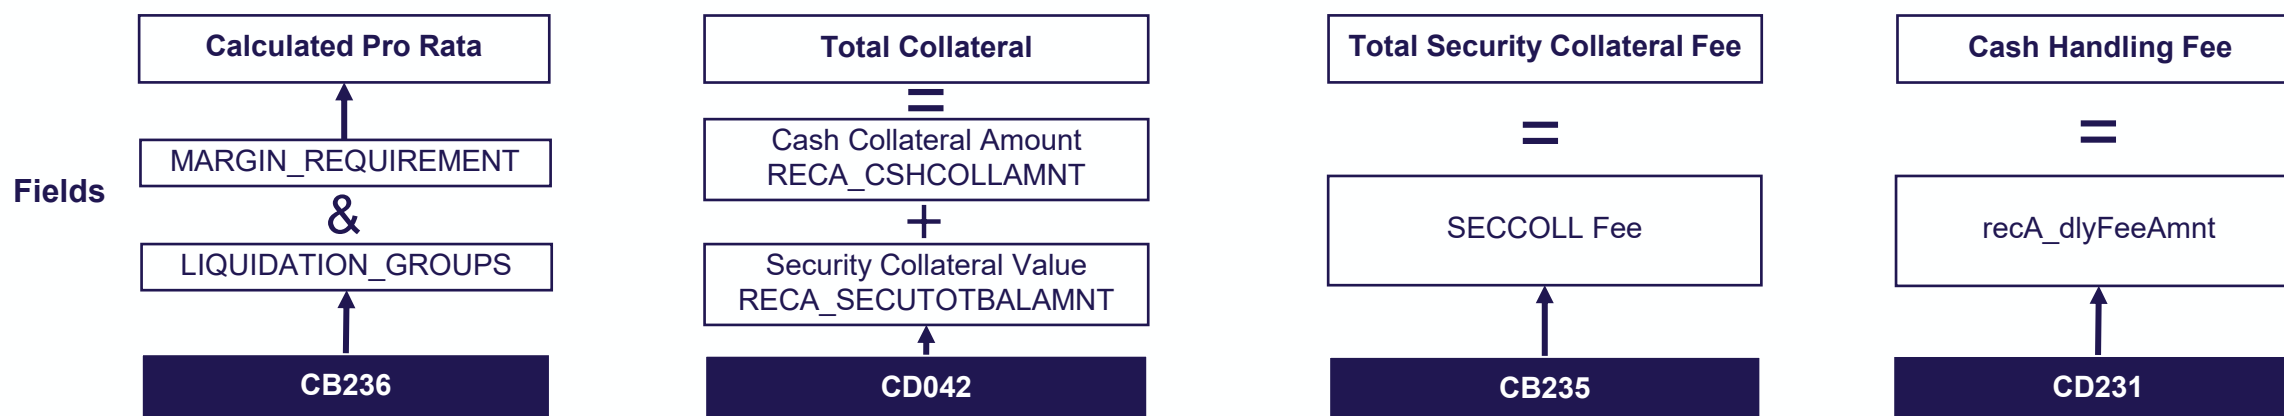 Calculated Pro Rata
Total Collateral
Total Security Collateral Fee
Cash Handling Fee
=
Cash Collateral Amount
RECA_CSHCOLLAMNT
=
=
MARGIN_REQUIREMENT
Fields
&
+
SECCOLL Fee
recA_dlyFeeAmnt
LIQUIDATION_GROUPS
Security Collateral Value
RECA_SECUTOTBALAMNT
CB236
CD042
CB235
CD231